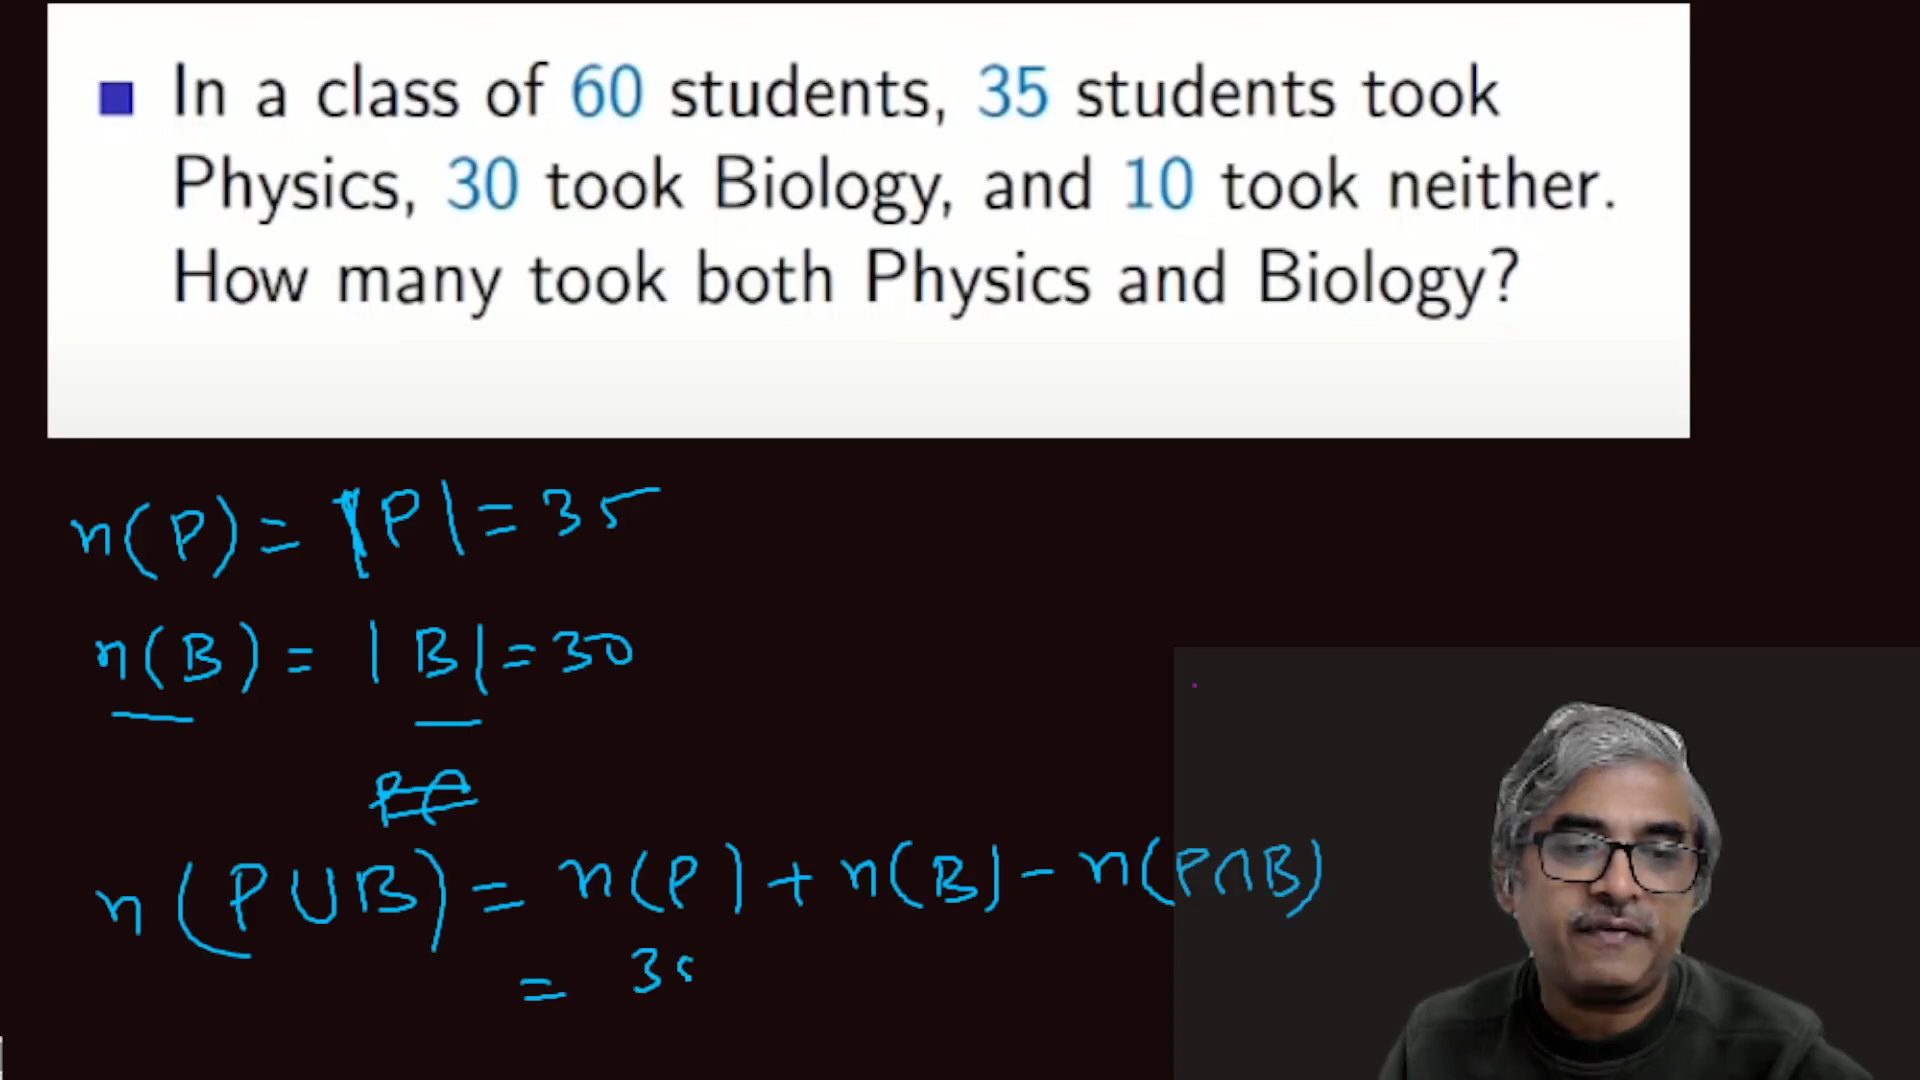 In a class of 60 students, 35 students took
Physics, 30 took Biology, and 10 took neither.
How many took both Physics and Biology?
n(P) = |P| = 35
n(B) = |B| = 30
n(P∪B) = n(P) + n(B) - n(P∩B)
= 35